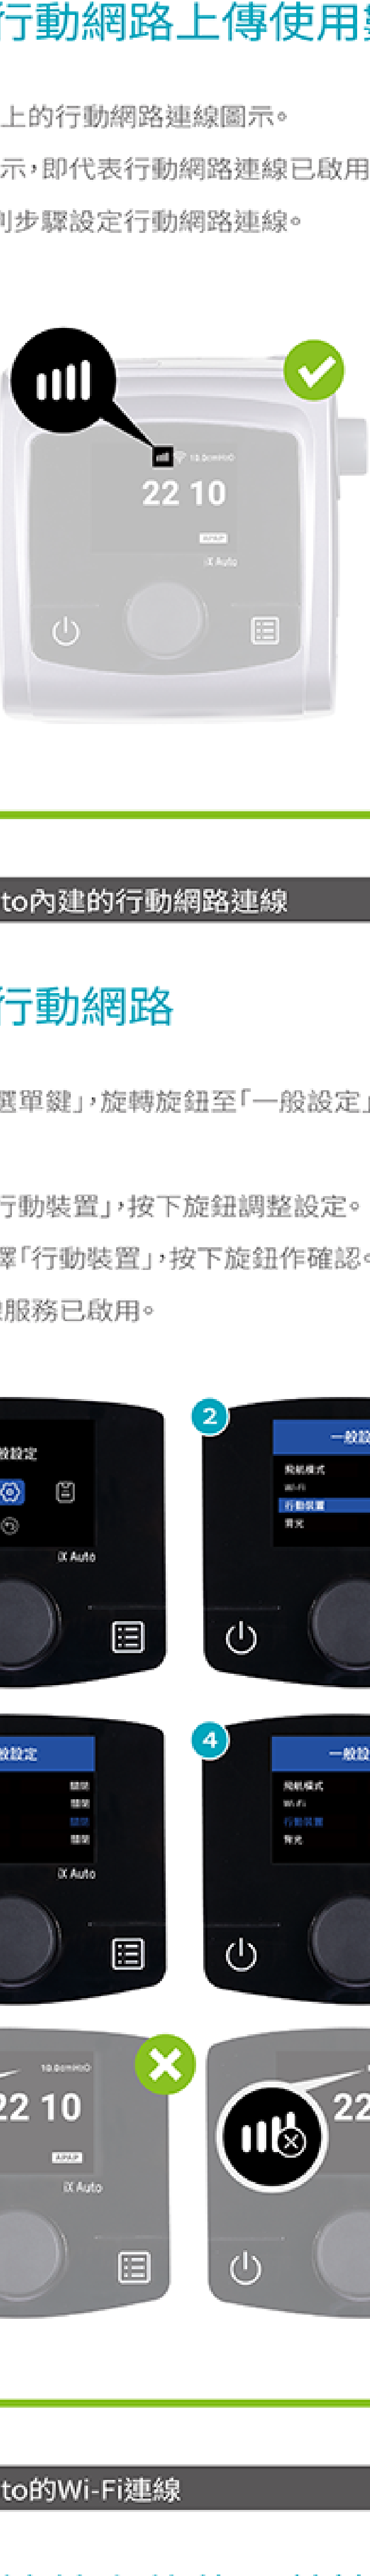 行動網路上傳使用
上的行動網路連線圖示。
示，即代表行動網路連線已啟用
步驟設定行動網路連線。
10.0cmH2O
22 10
APAP
iX Auto
to內建的行動網路連線
行動網路
選單鍵」，旋轉旋鈕至「一般設定」
行動裝置」，按下旋鈕調整設定。
擇「行動裝置」，按下旋鈕作確認。
服務已啟用。
般設定
iX Auto
2
一般設
飛航模式
Wi-Fi
行動裝置
背光
般設定
關閉
關閉
關閉
關閉
iX Auto
4
一般設
飛航模式
Wi-Fi
行動裝置
背光
10.0cmH2O
22 10
APAP
iX Auto
22
to的Wi-Fi連線